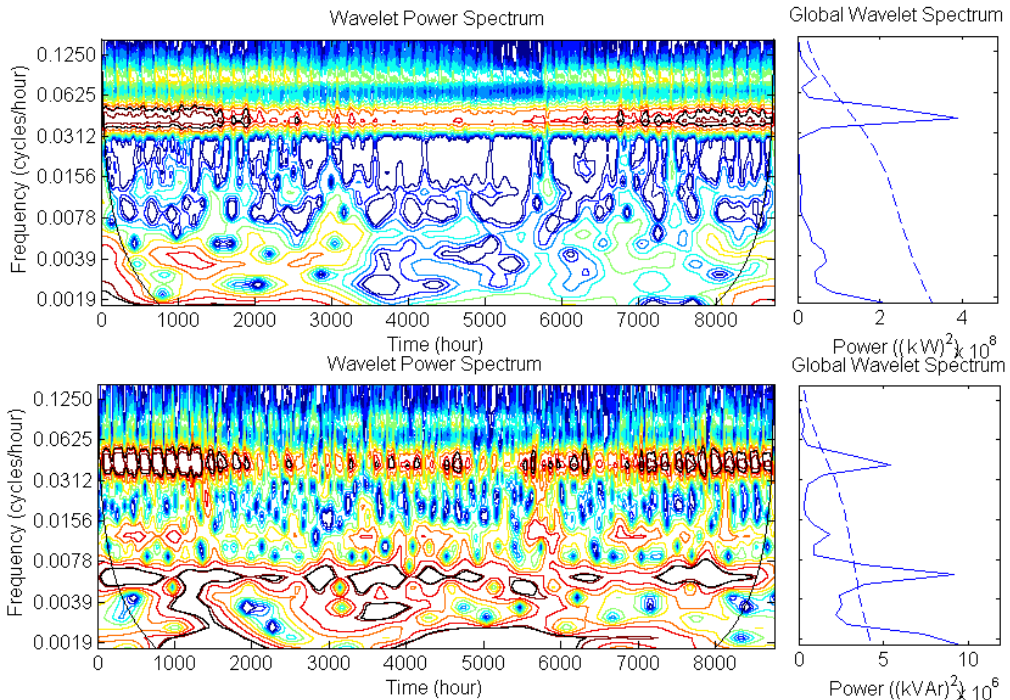 Wavelet Power Spectrum
Global Wavelet Spectrum
Frequency (cycles/hour)
0.1250
0.0625
0.0312
0.0156
0.0078
0.0039
0.0019
0 1000 2000 3000 4000 5000 6000 7000 8000
Time (hour)
0 2 4
Power ((kW)² x 10⁸
Wavelet Power Spectrum
Global Wavelet Spectrum
Frequency (cycles/hour)
0.1250
0.0625
0.0312
0.0156
0.0078
0.0039
0.0019
0 1000 2000 3000 4000 5000 6000 7000 8000
Time (hour)
0 5 10
Power ((kVAr)² x 10⁶